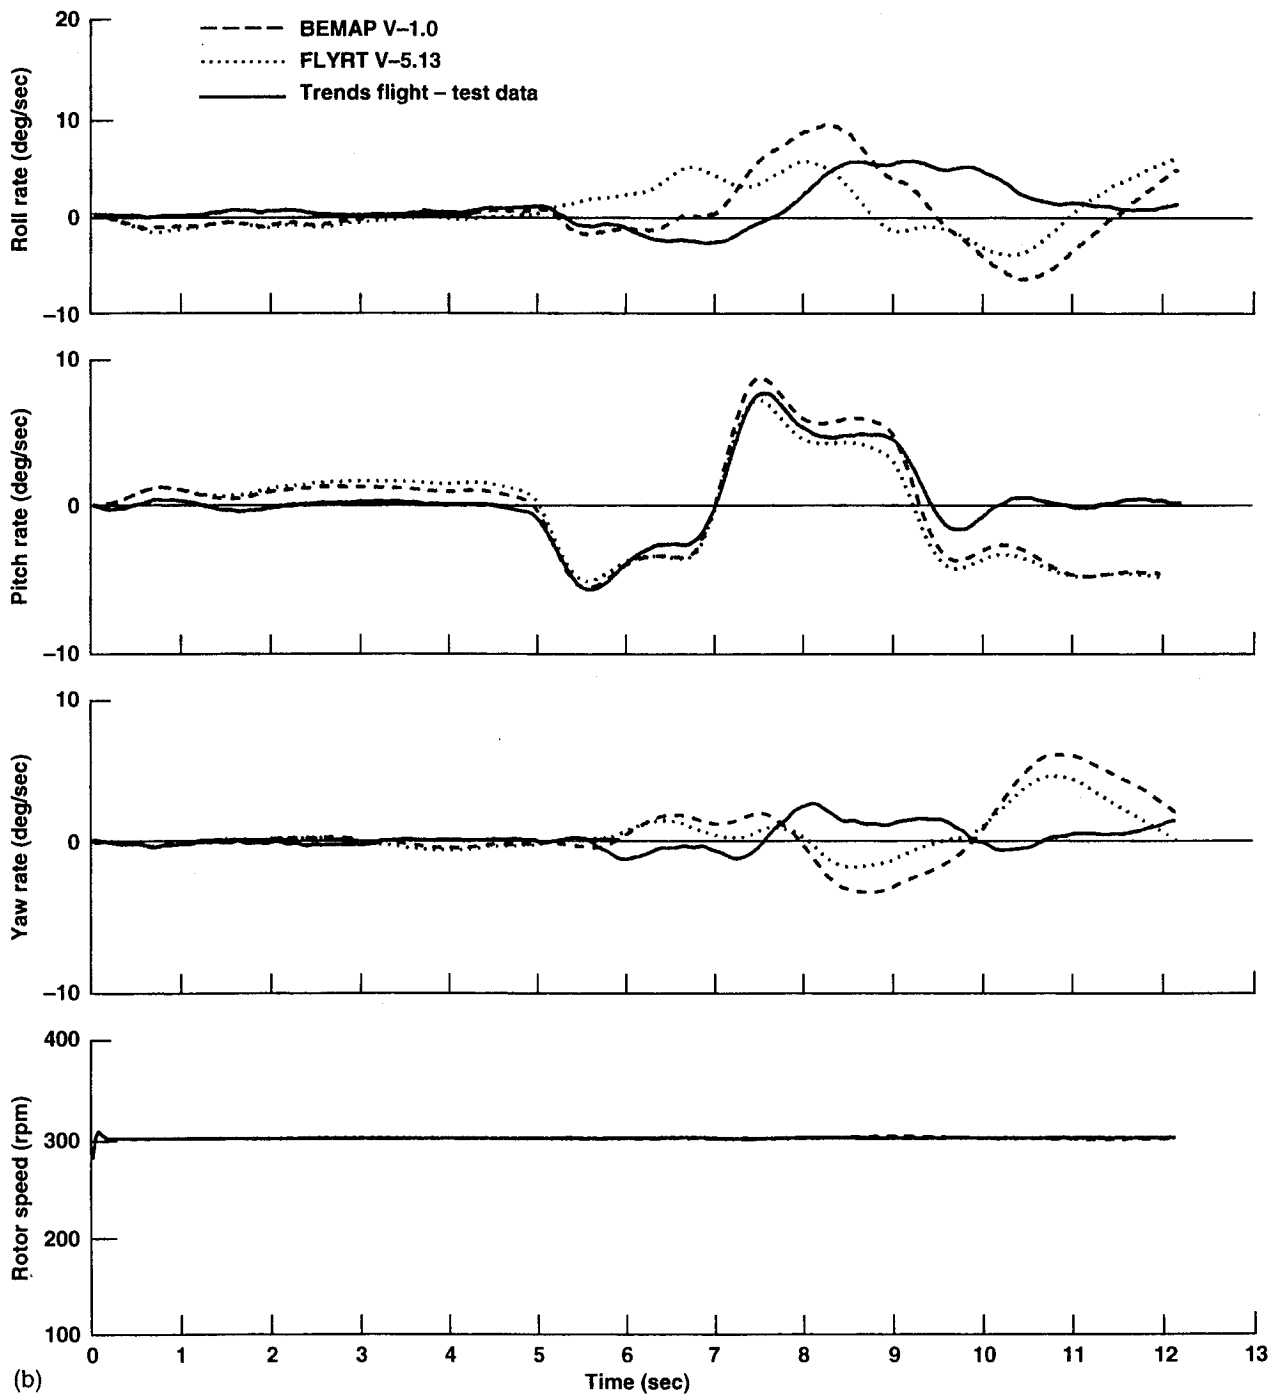 20
BEMAP V–1.0
FLYRT V–5.13
Trends flight – test data
Roll rate (deg/sec)
10
0
–10
10
Pitch rate (deg/sec)
0
–10
10
Yaw rate (deg/sec)
0
–10
400
Rotor speed (rpm)
300
200
100
0 1 2 3 4 5 6 7 8 9 10 11 12 13
Time (sec)
(b)